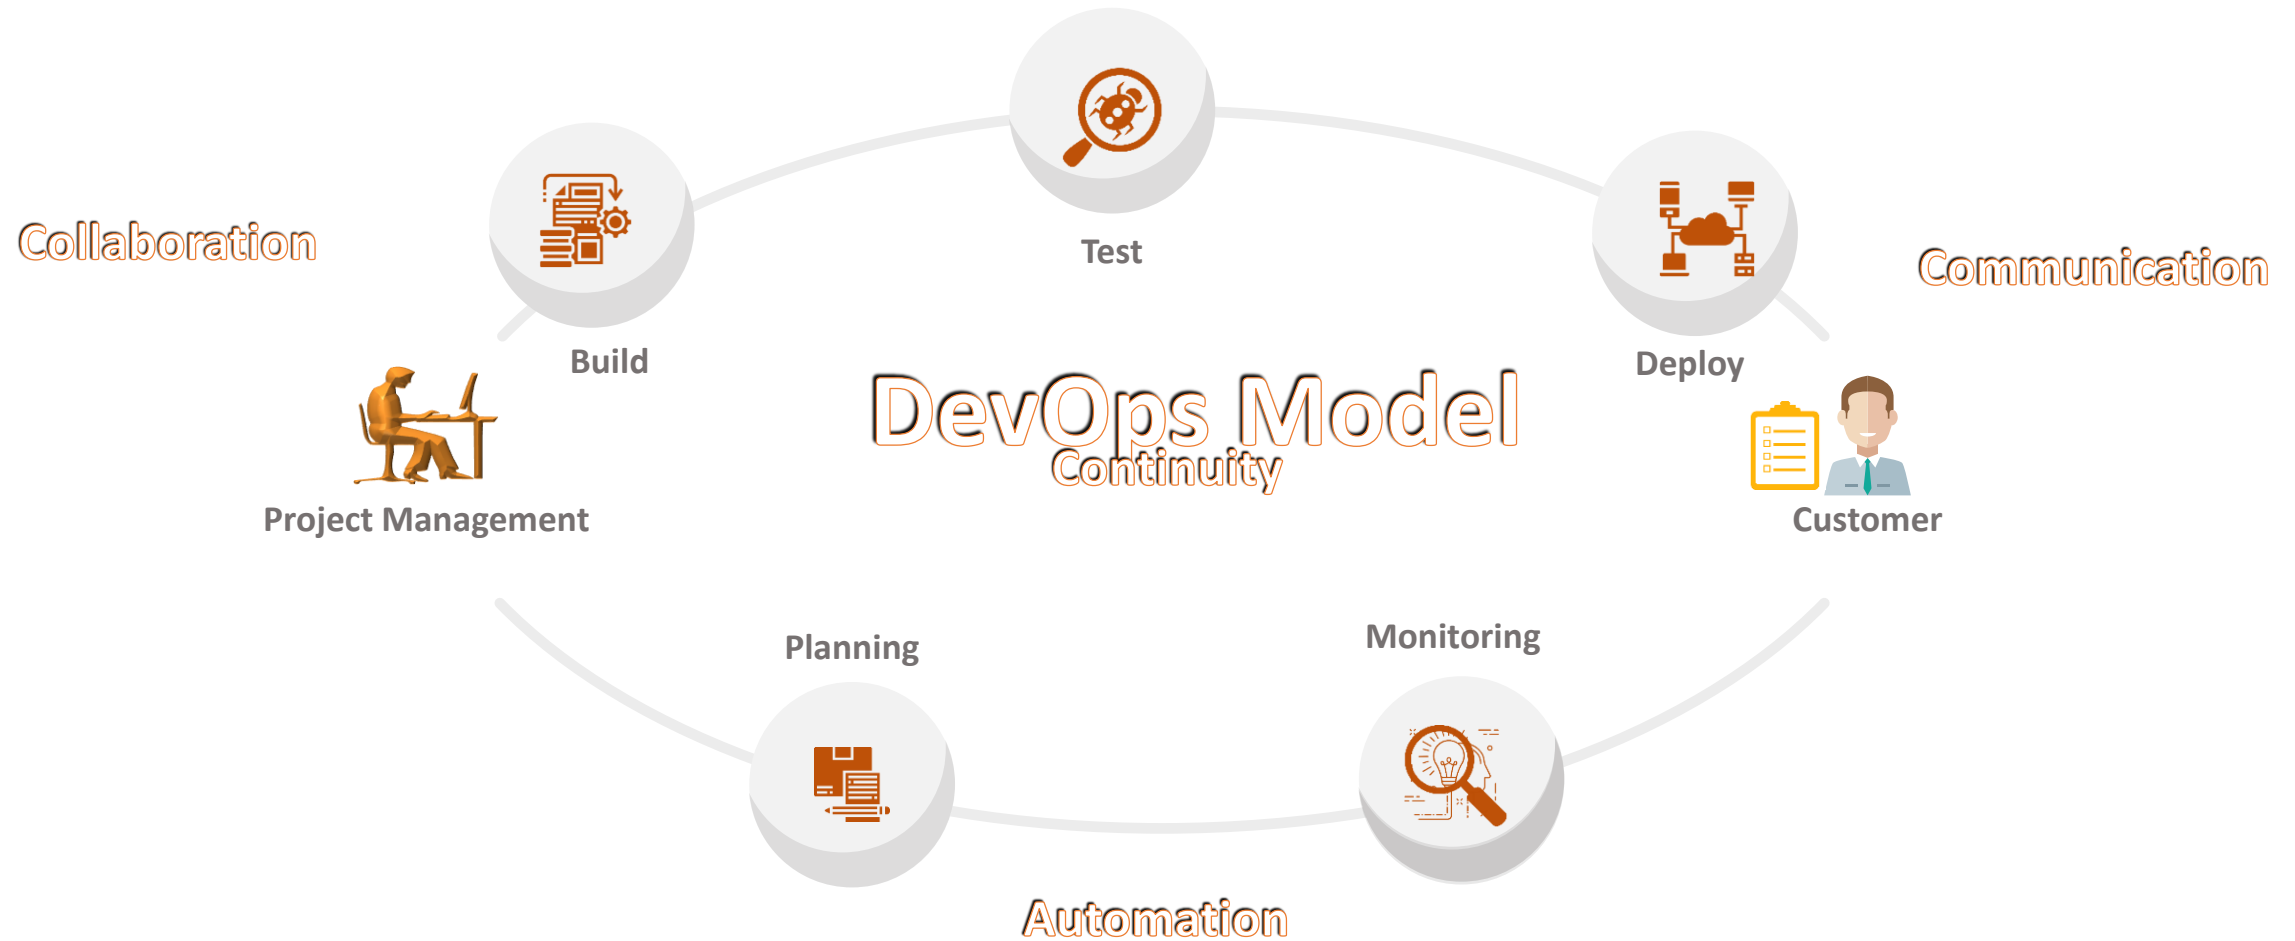 Collaboration
Test
Communication
Build
Deploy
DevOps Model
Continuity
Project Management
Customer
Planning
Monitoring
Automation